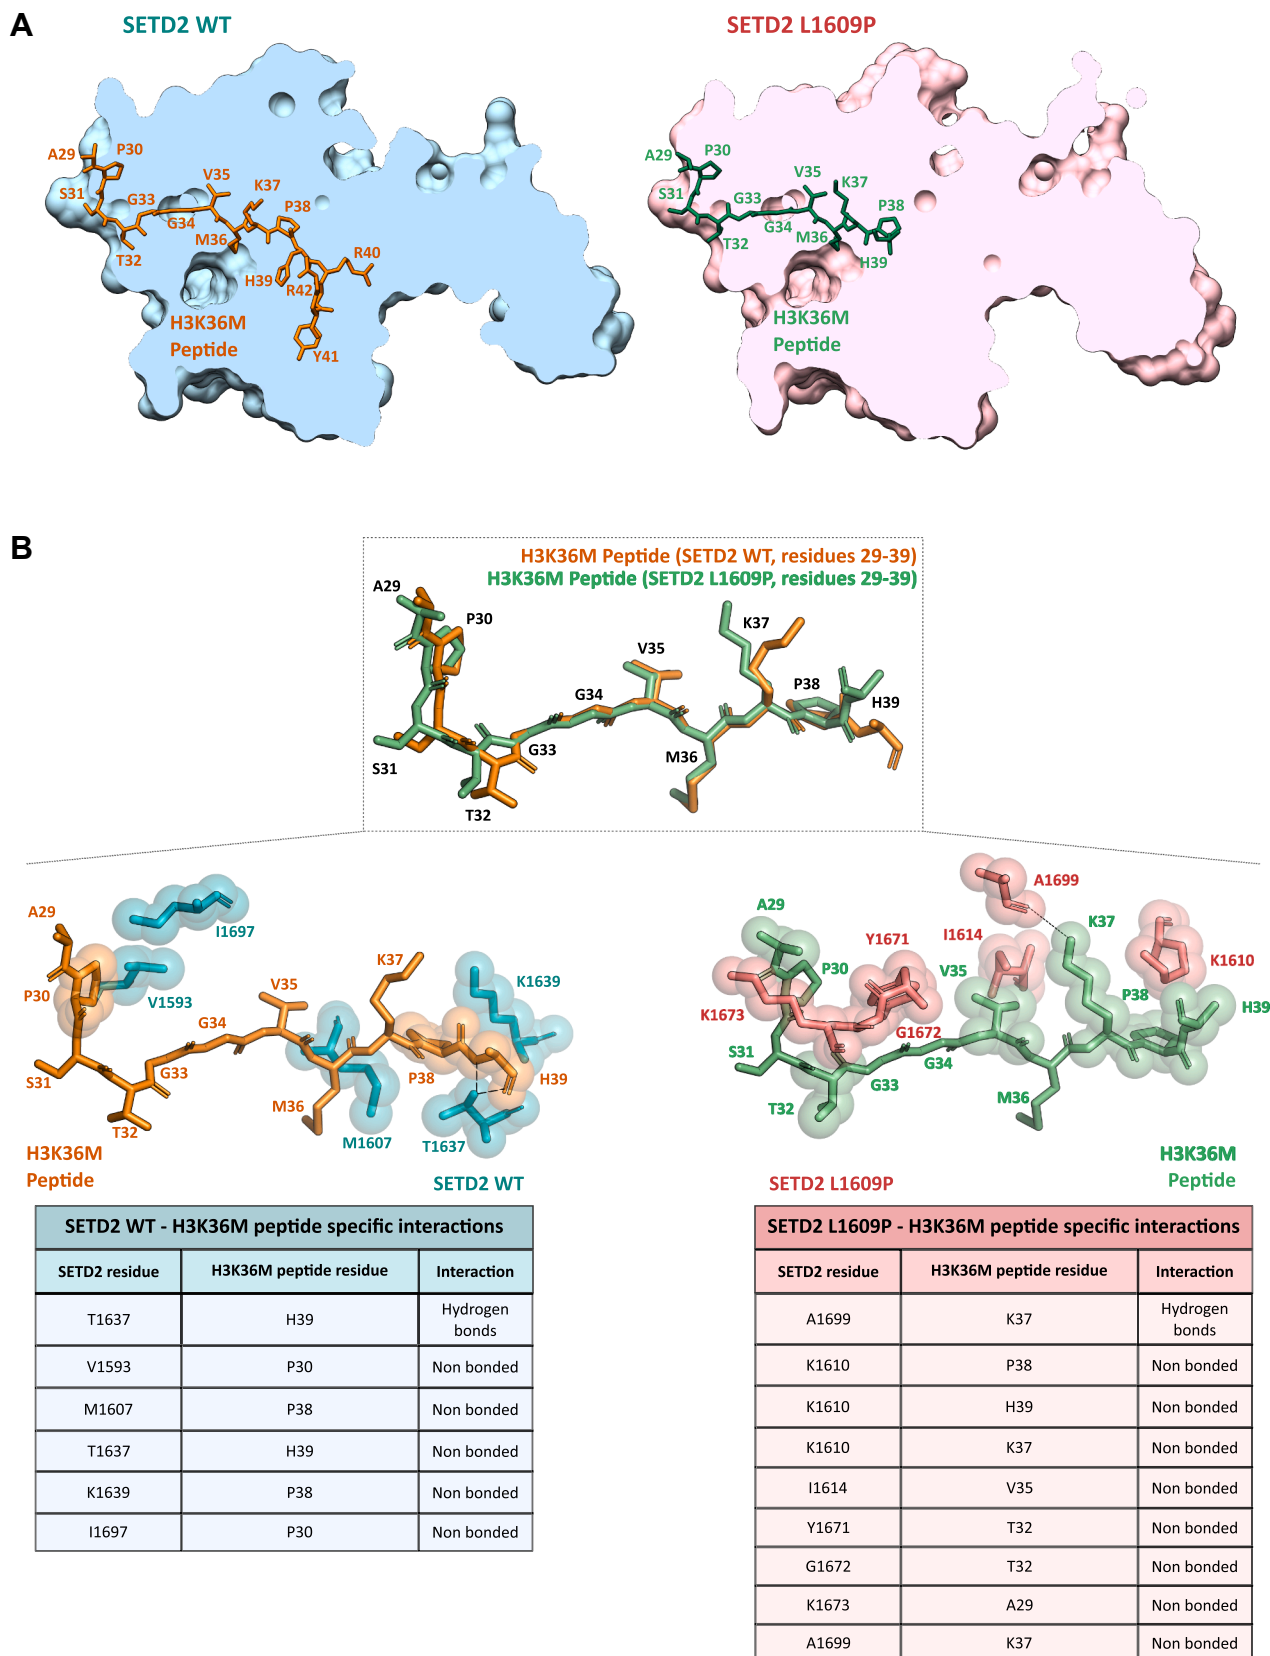 A
SETD2 WT
SETD2 L1609P
A29
P30
S31
G33
V35
K37
G34
P38
T32
M36
R40
H39
R42
Y41
H3K36M
Peptide
A29
P30
S31
G33
V35
K37
G34
P38
T32
M36
H39
H3K36M
Peptide
B
H3K36M Peptide (SETD2 WT, residues 29-39)
H3K36M Peptide (SETD2 L1609P, residues 29-39)
A29
P30
K37
V35
G34
P38
H39
G33
M36
S31
T32
A29
I1697
P30
V1593
K37
V35
K1639
G34
S31
G33
P38
H39
M36
T32
M1607
T1637
H3K36M
Peptide
SETD2 WT
A1699
A29
K37
Y1671
I1614
P30
V35
K1610
P38
K1673
H39
G1672
S31
G34
G33
T32
M36
H3K36M
Peptide
SETD2 L1609P
SETD2 WT - H3K36M peptide specific interactions
SETD2 residue H3K36M peptide residue Interaction
T1637 H39 Hydrogen
bonds
V1593 P30 Non bonded
M1607 P38 Non bonded
T1637 H39 Non bonded
K1639 P38 Non bonded
I1697 P30 Non bonded
SETD2 L1609P - H3K36M peptide specific interactions
SETD2 residue H3K36M peptide residue Interaction
A1699 K37 Hydrogen
bonds
K1610 P38 Non bonded
K1610 H39 Non bonded
K1610 K37 Non bonded
I1614 V35 Non bonded
Y1671 T32 Non bonded
G1672 T32 Non bonded
K1673 A29 Non bonded
A1699 K37 Non bonded